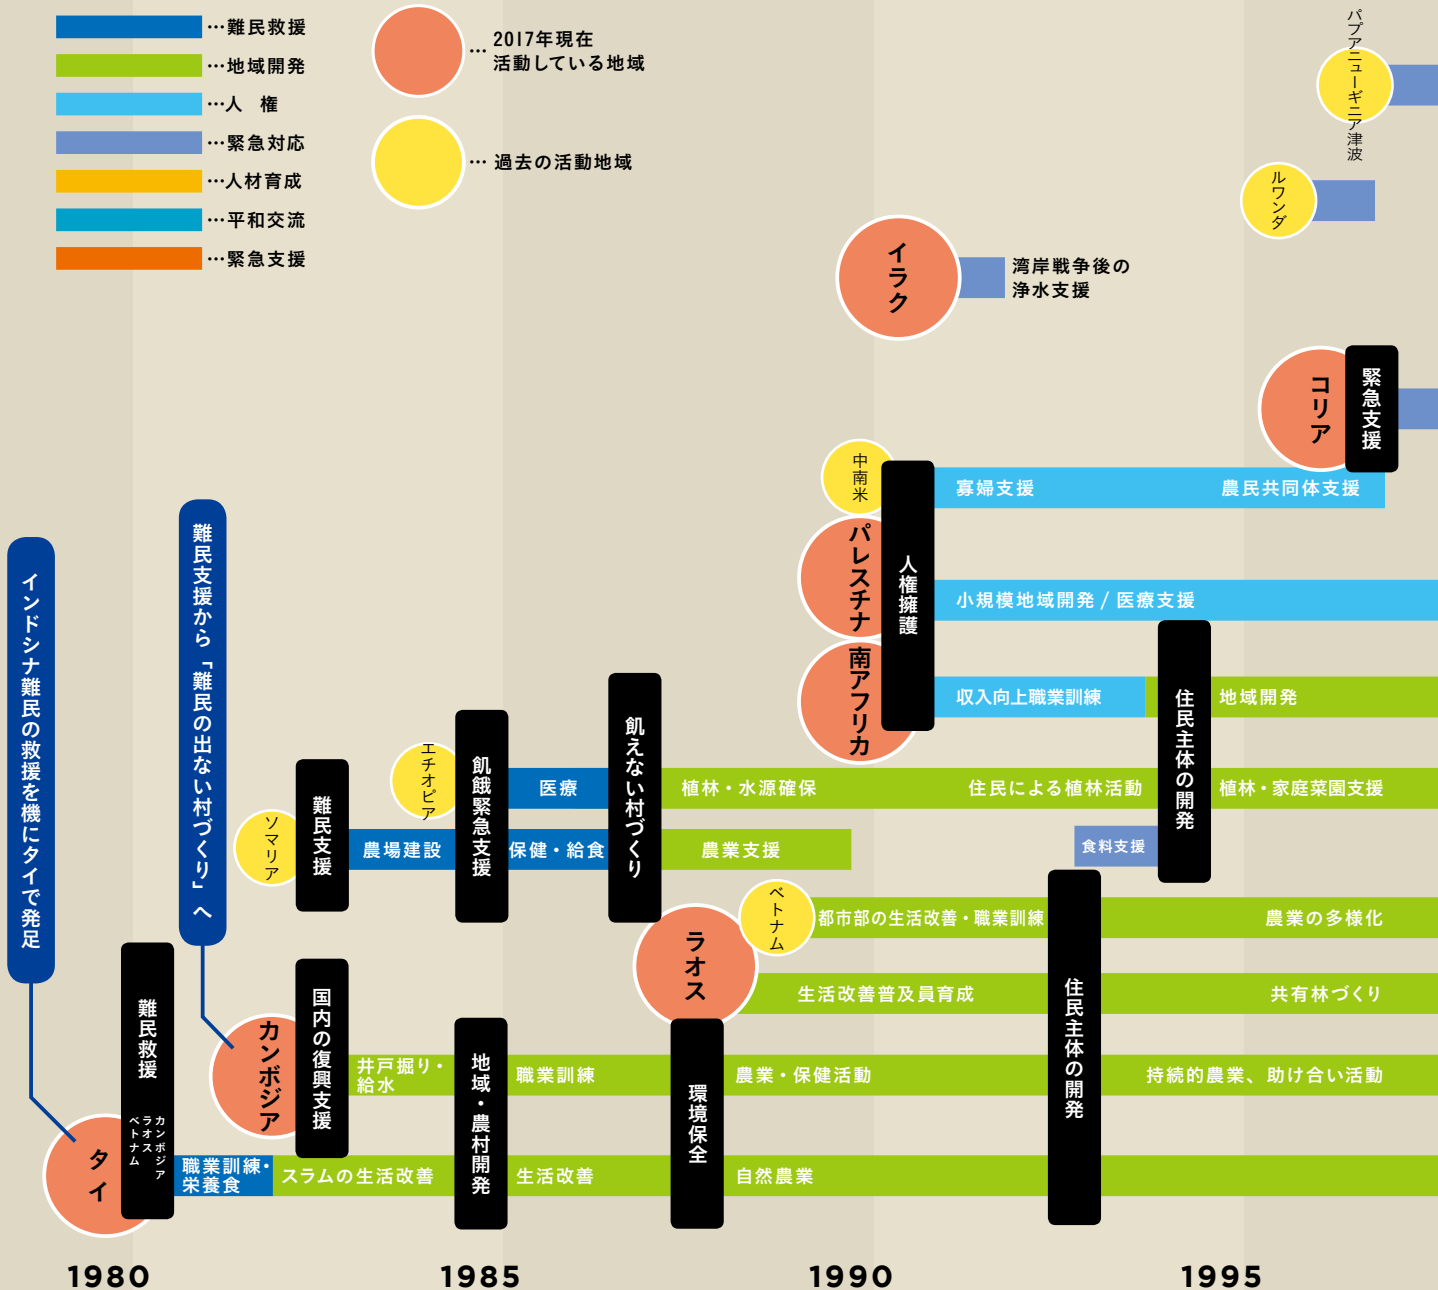 …難民救援
…地域開発
…人 権
…緊急対応
…人材育成
…平和交流
…緊急支援
… 2017年現在
活動している地域
… 過去の活動地域
パプアニューギニア津波
ルワンダ
イラク
湾岸戦争後の
浄水支援
コリア
緊急支援
中南米
パレスチナ
南アフリカ
人権擁護
寡婦支援
農民共同体支援
小規模地域開発 / 医療支援
収入向上職業訓練
住民主体の開発
地域開発
インドシナ難民の救援を機にタイで発足
難民支援から「難民の出ない村づくり」へ
ソマリア
難民支援
エチオピア
飢餓緊急支援
飢えない村づくり
医療
植林・水源確保
住民による植林活動
植林・家庭菜園支援
農場建設
保健・給食
農業支援
食料支援
ベトナム
都市部の生活改善・職業訓練
農業の多様化
ラオス
生活改善普及員育成
住民主体の開発
共有林づくり
カンボジア
国内の復興支援
井戸掘り・
給水
地域・農村開発
職業訓練
環境保全
農業・保健活動
持続的農業、助け合い活動
タイ
難民救援
カンボジア
ラオス
ベトナム
職業訓練・
栄養食
スラムの生活改善
生活改善
自然農業
1980
1985
1990
1995